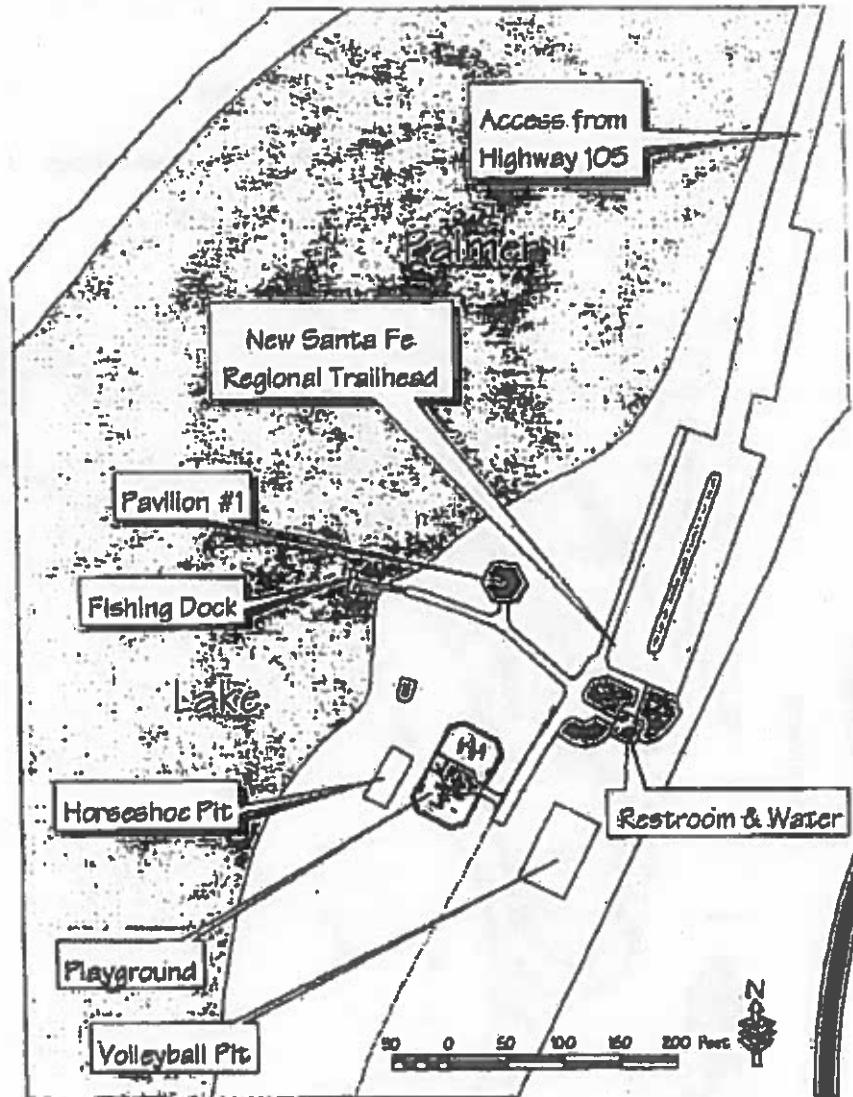 Access from
Highway 105
Palmer
New Santa Fe
Regional Trailhead
Pavilion #1
Fishing Dock
Lake
Horseshoe Pit
Restroom & Water
Playground
Volleyball Pit
50 0 50 100 150 200 Feet
N